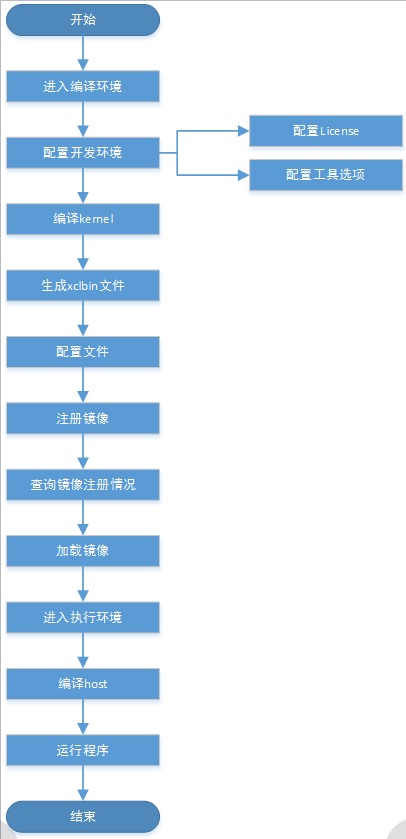 开始
进入编译环境
配置开发环境
配置License
配置工具选项
编译kernel
生成xclbin文件
配置文件
注册镜像
查询镜像注册情况
加载镜像
进入执行环境
编译host
运行程序
结束